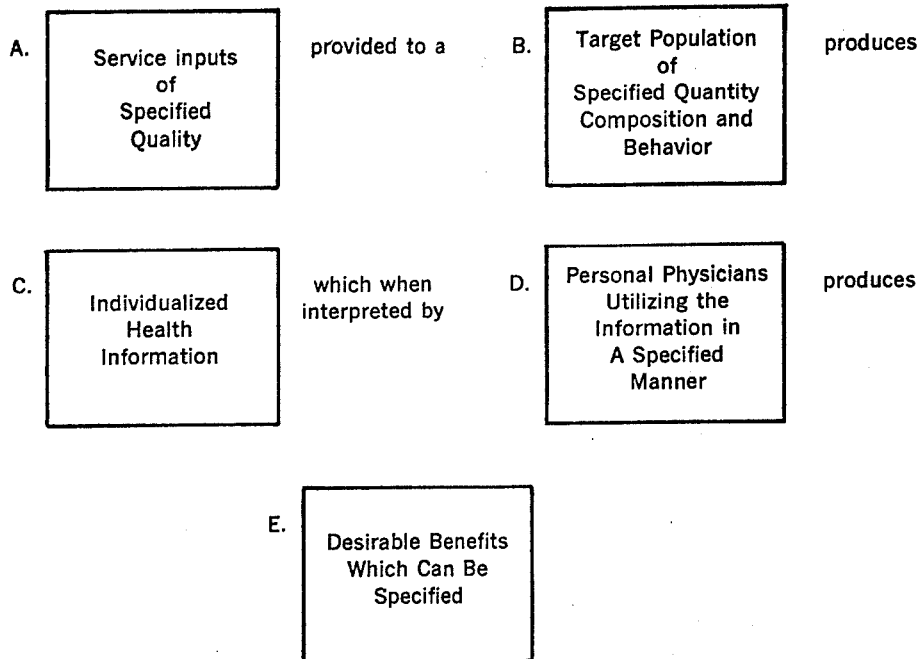 A.
Service inputs
of
Specified
Quality
provided to a
B.
Target Population
of
Specified Quantity
Composition and
Behavior
produces
C.
Individualized
Health
Information
which when
interpreted by
D.
Personal Physicians
Utilizing the
Information in
A Specified
Manner
produces
E.
Desirable Benefits
Which Can Be
Specified